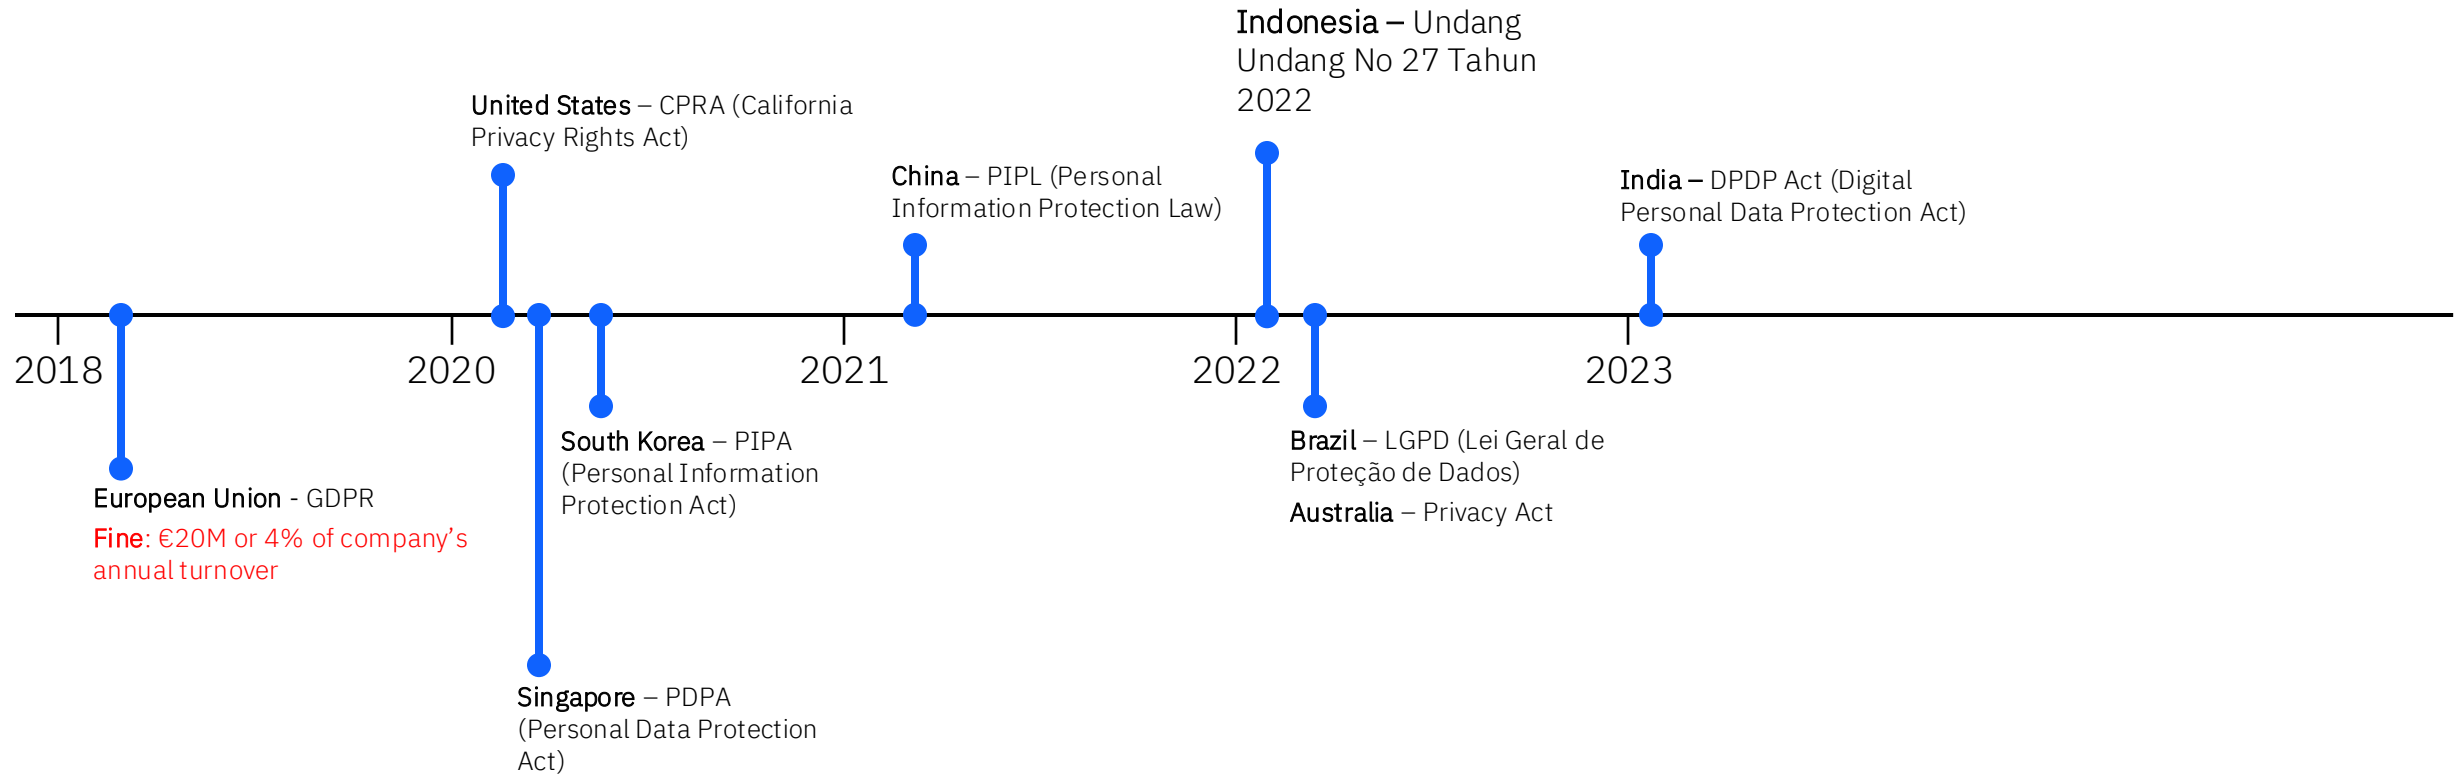 Indonesia – Undang
Undang No 27 Tahun
2022
United States – CPRA (California
Privacy Rights Act)
China – PIPL (Personal
Information Protection Law)
India – DPDP Act (Digital
Personal Data Protection Act)
2018
2020
2021
2022
2023
European Union - GDPR
Fine: €20M or 4% of company’s
annual turnover
South Korea – PIPA
(Personal Information
Protection Act)
Brazil – LGPD (Lei Geral de
Proteção de Dados)
Australia – Privacy Act
Singapore – PDPA
(Personal Data Protection
Act)